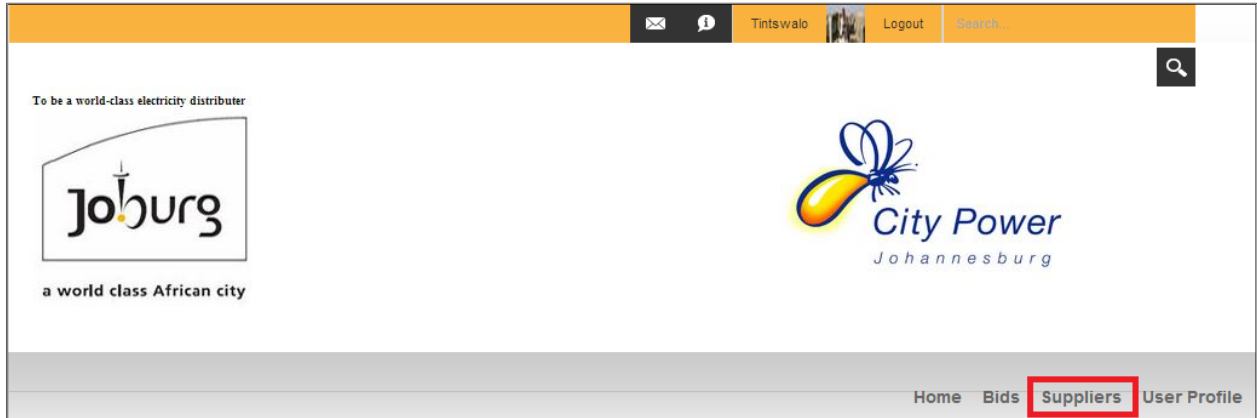 Tintswalo Logout Search...
To be a world-class electricity distributer
Joburg
a world class African city
City Power
Johannesburg
Home Bids Suppliers User Profile